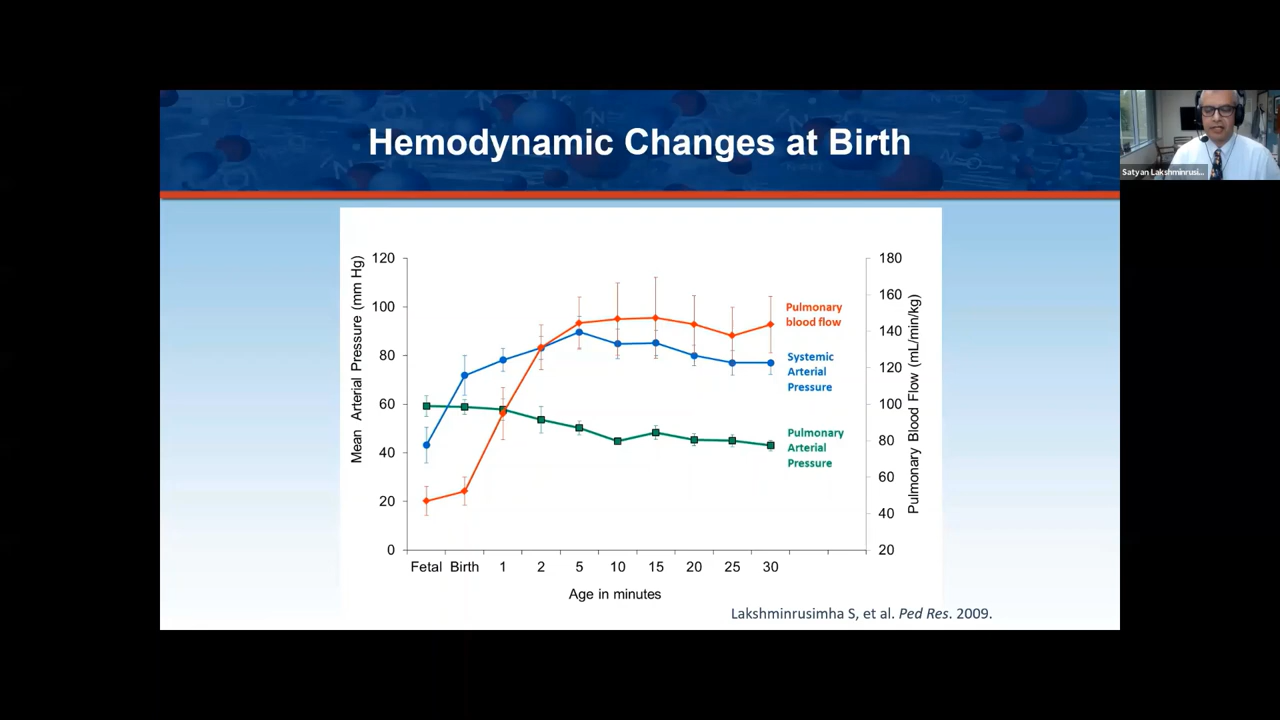 Hemodynamic Changes at Birth
Satyan Lakshminrusi...
Mean Arterial Pressure (mm Hg)
120
100
80
60
40
20
0
Pulmonary
blood flow
Systemic
Arterial
Pressure
Pulmonary
Arterial
Pressure
180
160
140
120
100
80
60
40
20
Pulmonary Blood Flow (mL/min/kg)
Fetal Birth 1 2 5 10 15 20 25 30
Age in minutes
Lakshminrusimha S, et al. Ped Res. 2009.